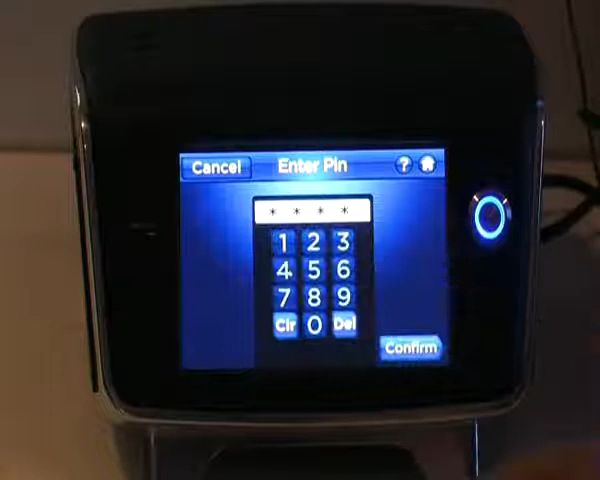 Cancel Enter Pin ?
* * * *
1 2 3
4 5 6
7 8 9
Clr 0 Del
Confirm